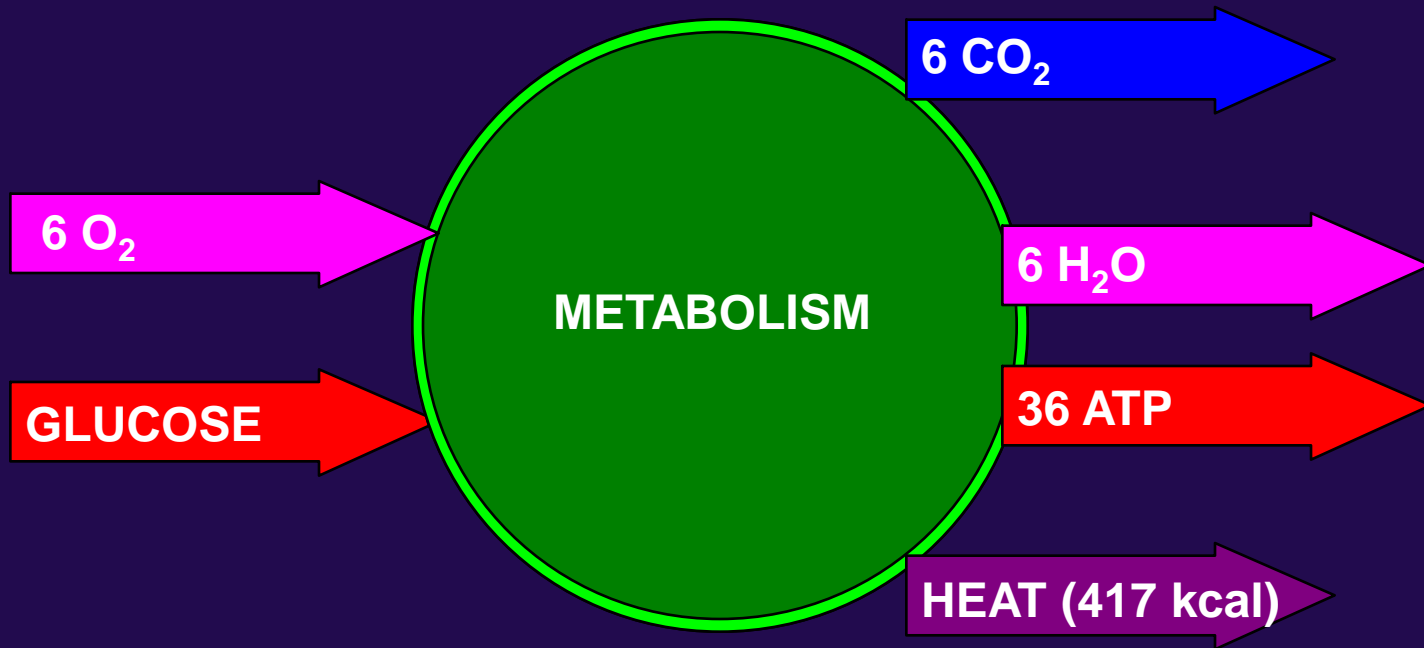 6 CO₂
6 O₂
6 H₂O
METABOLISM
GLUCOSE
36 ATP
HEAT (417 kcal)